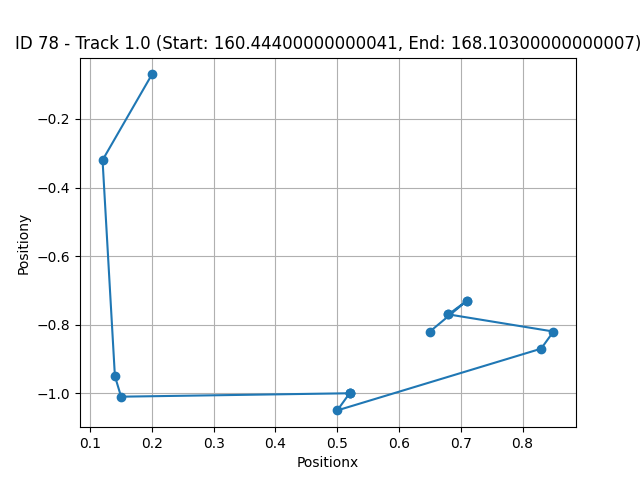 ID 78 - Track 1.0 (Start: 160.44400000000041, End: 168.10300000000007)
−0.2
−0.4
−0.6
−0.8
−1.0
Positiony
0.1 0.2 0.3 0.4 0.5 0.6 0.7 0.8
Positionx